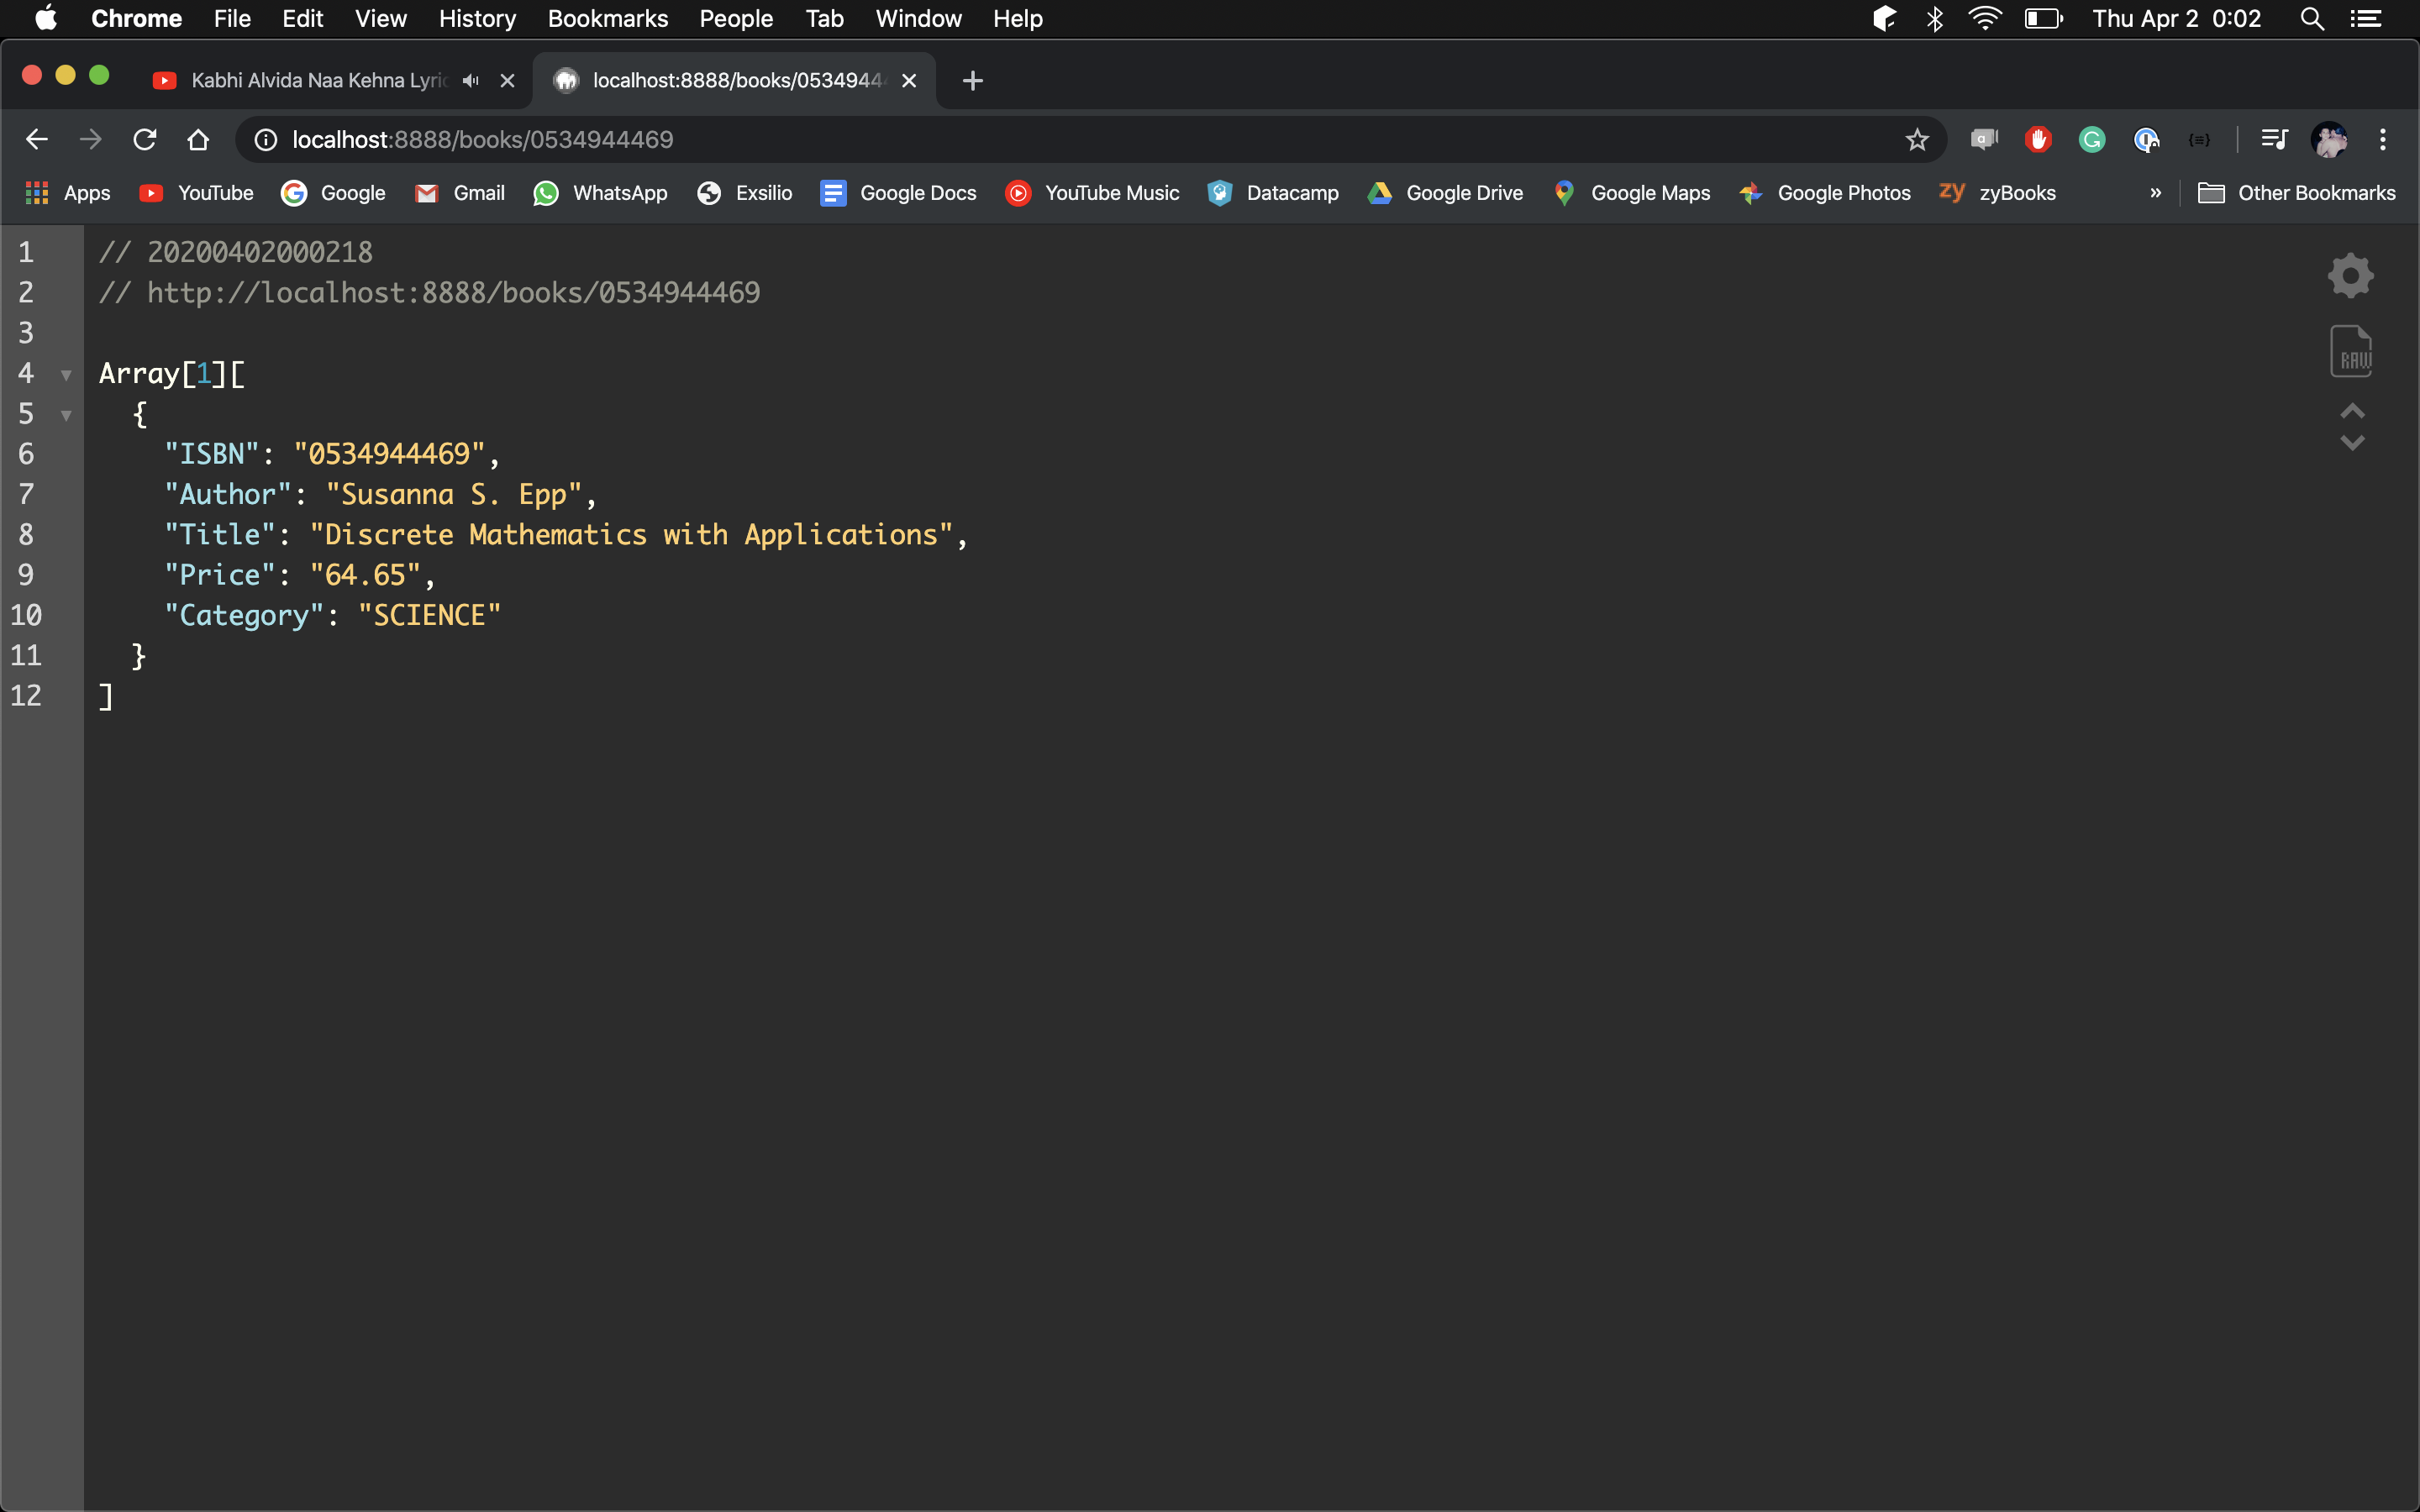 Chrome File Edit View History Bookmarks People Tab Window Help Thu Apr 2 0:02
Kabhi Alvida Naa Kehna Lyric localhost:8888/books/0534944
localhost:8888/books/0534944469
Apps YouTube Google Gmail WhatsApp Exsilio Google Docs YouTube Music Datacamp Google Drive Google Maps Google Photos zy zyBooks » Other Bookmarks
1 // 20200402000218
2 // http://localhost:8888/books/0534944469
3
4 Array[1][
5 {
6 "ISBN": "0534944469",
7 "Author": "Susanna S. Epp",
8 "Title": "Discrete Mathematics with Applications",
9 "Price": "64.65",
10 "Category": "SCIENCE"
11 }
12 ]
RAW